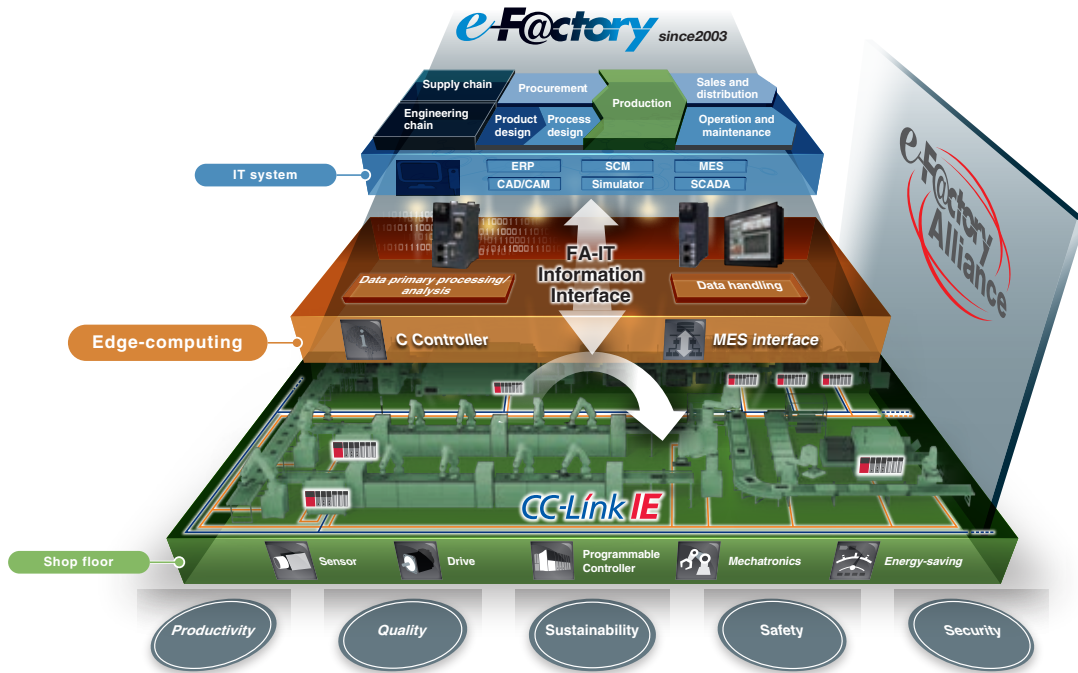 e-F@ctory since2003
Supply chain
Procurement
Production
Sales and
distribution
Engineering
chain
Product
design
Process
design
Operation and
maintenance
IT system
ERP
SCM
MES
CAD/CAM
Simulator
SCADA
FA-IT
Information
Interface
Data primary processing/
analysis
Data handling
Edge-computing
C Controller
MES interface
e-F@ctory
Alliance
CC-Link IE
Shop floor
Sensor
Drive
Programmable
Controller
Mechatronics
Energy-saving
Productivity
Quality
Sustainability
Safety
Security